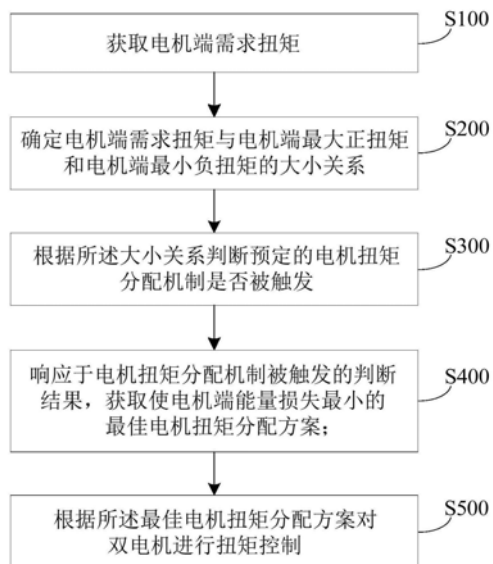 S100
获取电机端需求扭矩
S200
确定电机端需求扭矩与电机端最大正扭矩
和电机端最小负扭矩的大小关系
S300
根据所述大小关系判断预定的电机扭矩
分配机制是否被触发
S400
响应于电机扭矩分配机制被触发的判断
结果，获取使电机端能量损失最小的
最佳电机扭矩分配方案；
S500
根据所述最佳电机扭矩分配方案对
双电机进行扭矩控制